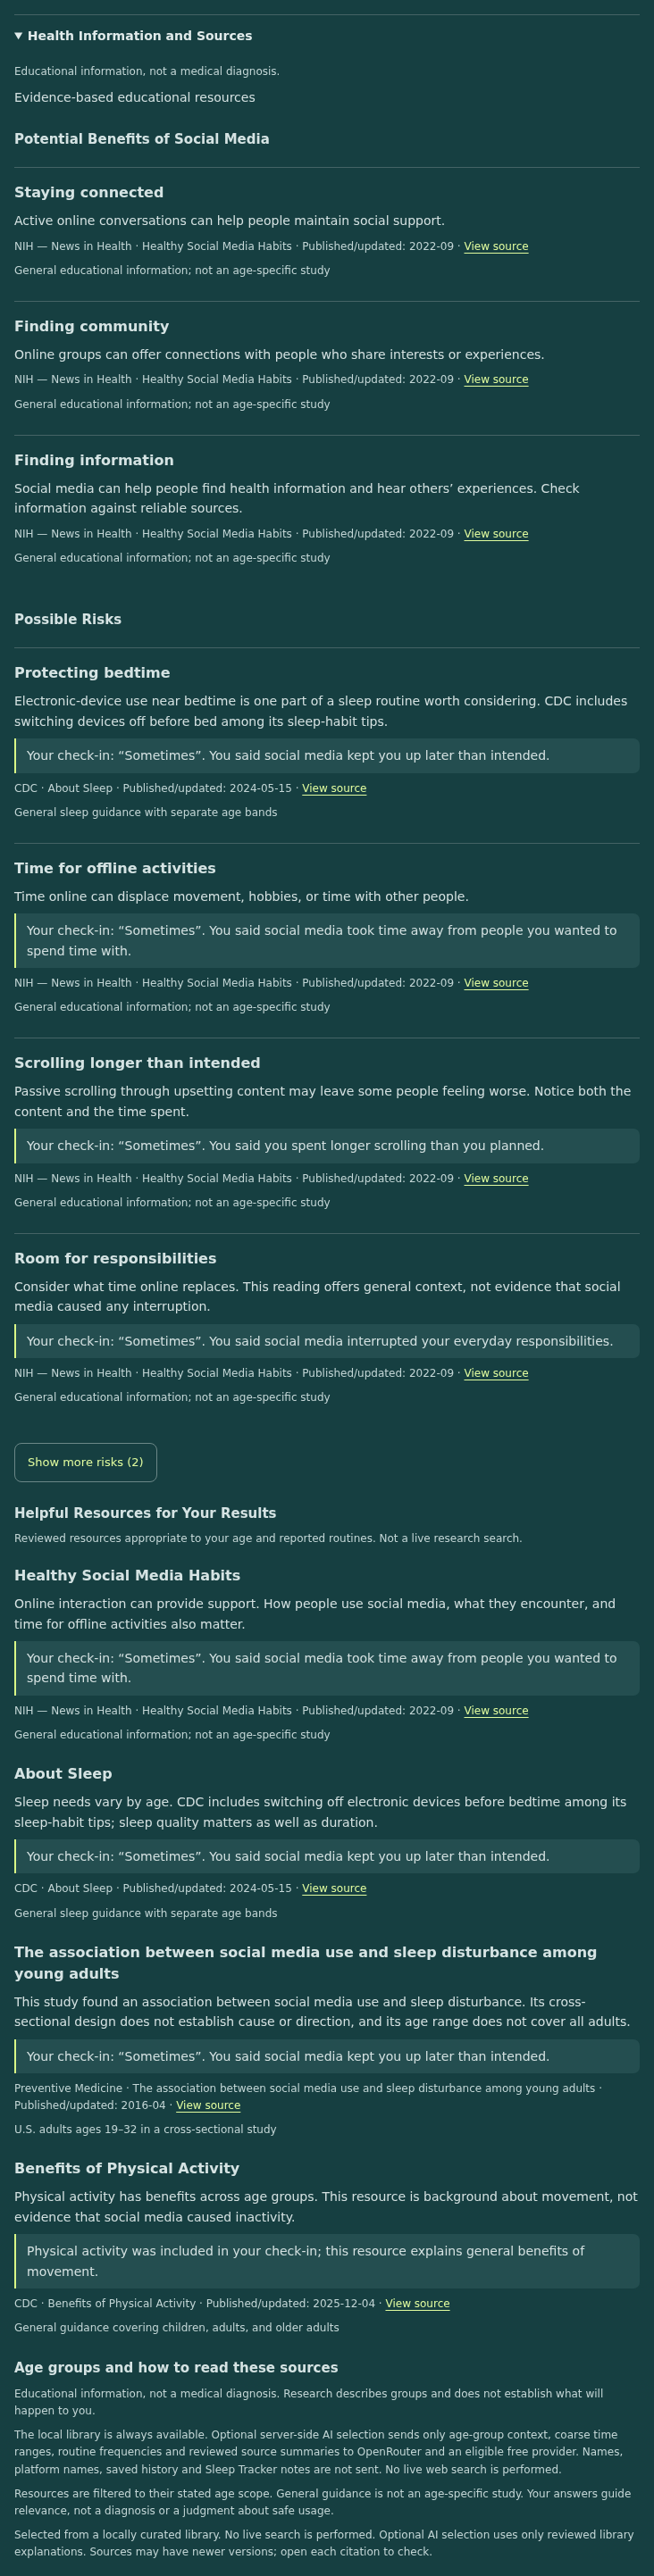 ▼ Health Information and Sources
Educational information, not a medical diagnosis.
Evidence-based educational resources
Potential Benefits of Social Media
Staying connected
Active online conversations can help people maintain social support.
NIH — News in Health · Healthy Social Media Habits · Published/updated: 2022-09 · View source
General educational information; not an age-specific study
Finding community
Online groups can offer connections with people who share interests or experiences.
NIH — News in Health · Healthy Social Media Habits · Published/updated: 2022-09 · View source
General educational information; not an age-specific study
Finding information
Social media can help people find health information and hear others’ experiences. Check
information against reliable sources.
NIH — News in Health · Healthy Social Media Habits · Published/updated: 2022-09 · View source
General educational information; not an age-specific study
Possible Risks
Protecting bedtime
Electronic-device use near bedtime is one part of a sleep routine worth considering. CDC includes
switching devices off before bed among its sleep-habit tips.
Your check-in: “Sometimes”. You said social media kept you up later than intended.
CDC · About Sleep · Published/updated: 2024-05-15 · View source
General sleep guidance with separate age bands
Time for offline activities
Time online can displace movement, hobbies, or time with other people.
Your check-in: “Sometimes”. You said social media took time away from people you wanted to
spend time with.
NIH — News in Health · Healthy Social Media Habits · Published/updated: 2022-09 · View source
General educational information; not an age-specific study
Scrolling longer than intended
Passive scrolling through upsetting content may leave some people feeling worse. Notice both the
content and the time spent.
Your check-in: “Sometimes”. You said you spent longer scrolling than you planned.
NIH — News in Health · Healthy Social Media Habits · Published/updated: 2022-09 · View source
General educational information; not an age-specific study
Room for responsibilities
Consider what time online replaces. This reading offers general context, not evidence that social
media caused any interruption.
Your check-in: “Sometimes”. You said social media interrupted your everyday responsibilities.
NIH — News in Health · Healthy Social Media Habits · Published/updated: 2022-09 · View source
General educational information; not an age-specific study
Show more risks (2)
Helpful Resources for Your Results
Reviewed resources appropriate to your age and reported routines. Not a live research search.
Healthy Social Media Habits
Online interaction can provide support. How people use social media, what they encounter, and
time for offline activities also matter.
Your check-in: “Sometimes”. You said social media took time away from people you wanted to
spend time with.
NIH — News in Health · Healthy Social Media Habits · Published/updated: 2022-09 · View source
General educational information; not an age-specific study
About Sleep
Sleep needs vary by age. CDC includes switching off electronic devices before bedtime among its
sleep-habit tips; sleep quality matters as well as duration.
Your check-in: “Sometimes”. You said social media kept you up later than intended.
CDC · About Sleep · Published/updated: 2024-05-15 · View source
General sleep guidance with separate age bands
The association between social media use and sleep disturbance among
young adults
This study found an association between social media use and sleep disturbance. Its cross-
sectional design does not establish cause or direction, and its age range does not cover all adults.
Your check-in: “Sometimes”. You said social media kept you up later than intended.
Preventive Medicine · The association between social media use and sleep disturbance among young adults ·
Published/updated: 2016-04 · View source
U.S. adults ages 19–32 in a cross-sectional study
Benefits of Physical Activity
Physical activity has benefits across age groups. This resource is background about movement, not
evidence that social media caused inactivity.
Physical activity was included in your check-in; this resource explains general benefits of
movement.
CDC · Benefits of Physical Activity · Published/updated: 2025-12-04 · View source
General guidance covering children, adults, and older adults
Age groups and how to read these sources
Educational information, not a medical diagnosis. Research describes groups and does not establish what will
happen to you.
The local library is always available. Optional server-side AI selection sends only age-group context, coarse time
ranges, routine frequencies and reviewed source summaries to OpenRouter and an eligible free provider. Names,
platform names, saved history and Sleep Tracker notes are not sent. No live web search is performed.
Resources are filtered to their stated age scope. General guidance is not an age-specific study. Your answers guide
relevance, not a diagnosis or a judgment about safe usage.
Selected from a locally curated library. No live search is performed. Optional AI selection uses only reviewed library
explanations. Sources may have newer versions; open each citation to check.